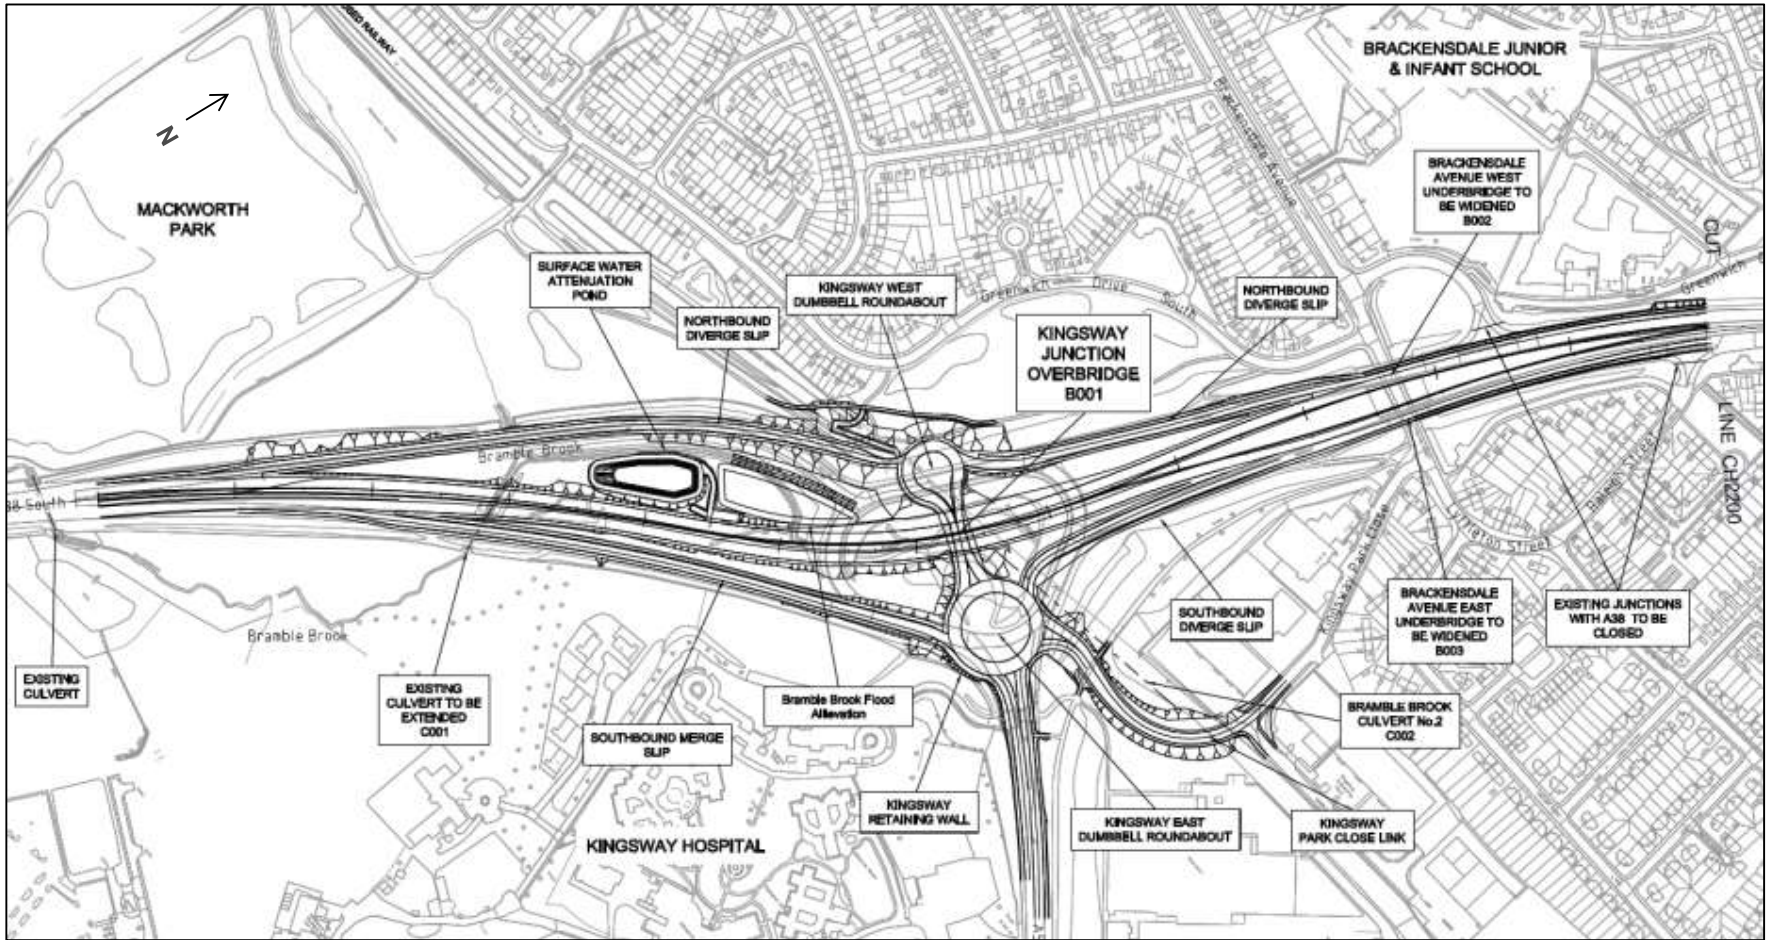 BRACKENSDALE JUNIOR
& INFANT SCHOOL
N
MACKWORTH
PARK
Brackensdale Avenue
BRACKENSDALE
AVENUE WEST
UNDERBRIDGE TO
BE WIDENED
B002
CUT
LINE CH2200
Greenwich
SURFACE WATER
ATTENUATION
POND
KINGSWAY WEST
DUMBBELL ROUNDABOUT
Greenwich Drive South
NORTHBOUND
DIVERGE SLIP
NORTHBOUND
DIVERGE SLIP
KINGSWAY
JUNCTION
OVERBRIDGE
B001
Bramble Brook
38 South
Raleigh Street
Kingsway Park Close
Bramble Brook
EXISTING
CULVERT
EXISTING
CULVERT TO BE
EXTENDED
C001
SOUTHBOUND MERGE
SLIP
Bramble Brook Flood
Alllevation
SOUTHBOUND
DIVERGE SLIP
BRACKENSDALE
AVENUE EAST
UNDERBRIDGE TO
BE WIDENED
B003
EXISTING JUNCTIONS
WITH A38 TO BE
CLOSED
BRAMBLE BROOK
CULVERT No.2
C002
KINGSWAY
RETAINING WALL
KINGSWAY EAST
DUMBBELL ROUNDABOUT
KINGSWAY
PARK CLOSE LINK
KINGSWAY HOSPITAL